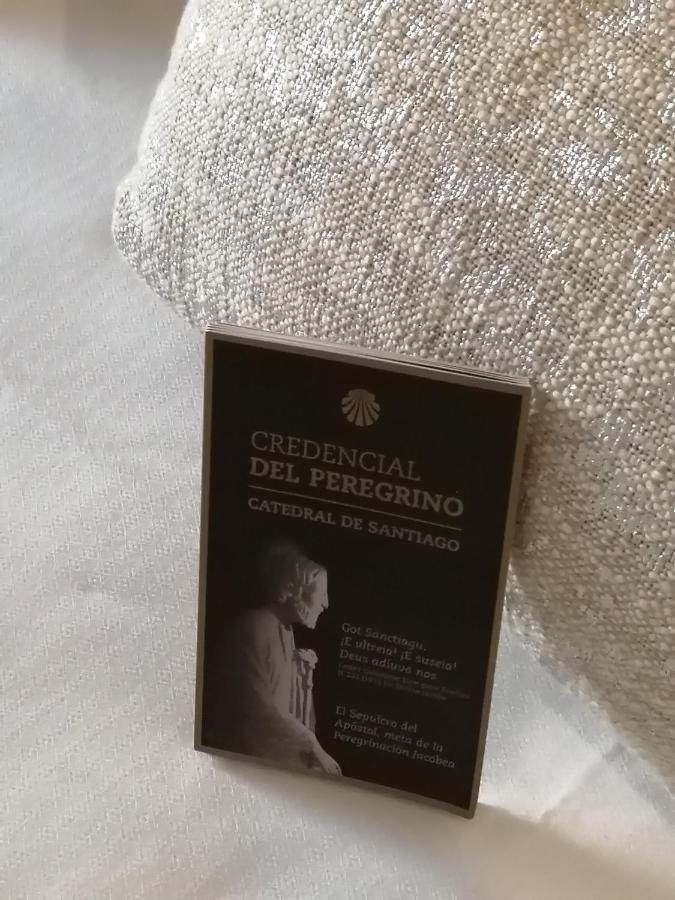 CREDENCIAL
DEL PEREGRINO
CATEDRAL DE SANTIAGO
Got Sanctiagu,
¡E ultreia! ¡E suseia!
Deus adiuva nos
El Sepulcro del
Apóstol, meta de la
Peregrinación Jacobea